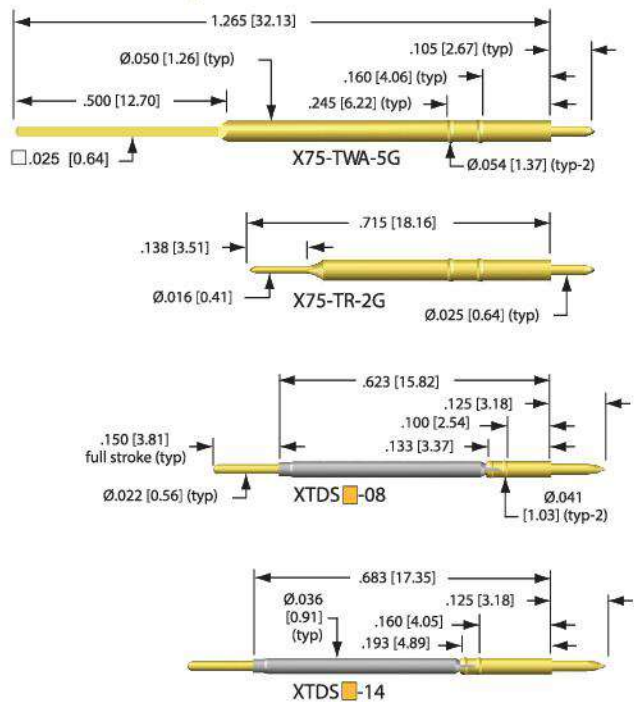 1.265 [32.13]
.105 [2.67] (typ)
Ø.050 [1.26] (typ)
.160 [4.06] (typ)
.500 [12.70]
.245 [6.22] (typ)
□.025 [0.64]
X75-TWA-5G
Ø.054 [1.37] (typ-2)
.715 [18.16]
.138 [3.51]
Ø.016 [0.41]
X75-TR-2G
Ø.025 [0.64] (typ)
.623 [15.82]
.125 [3.18]
.100 [2.54]
.150 [3.81]
full stroke (typ)
.133 [3.37]
Ø.022 [0.56] (typ)
XTDS -08
Ø.041
[1.03] (typ-2)
.683 [17.35]
Ø.036
[0.91]
(typ)
.125 [3.18]
.160 [4.05]
.193 [4.89]
XTDS -14